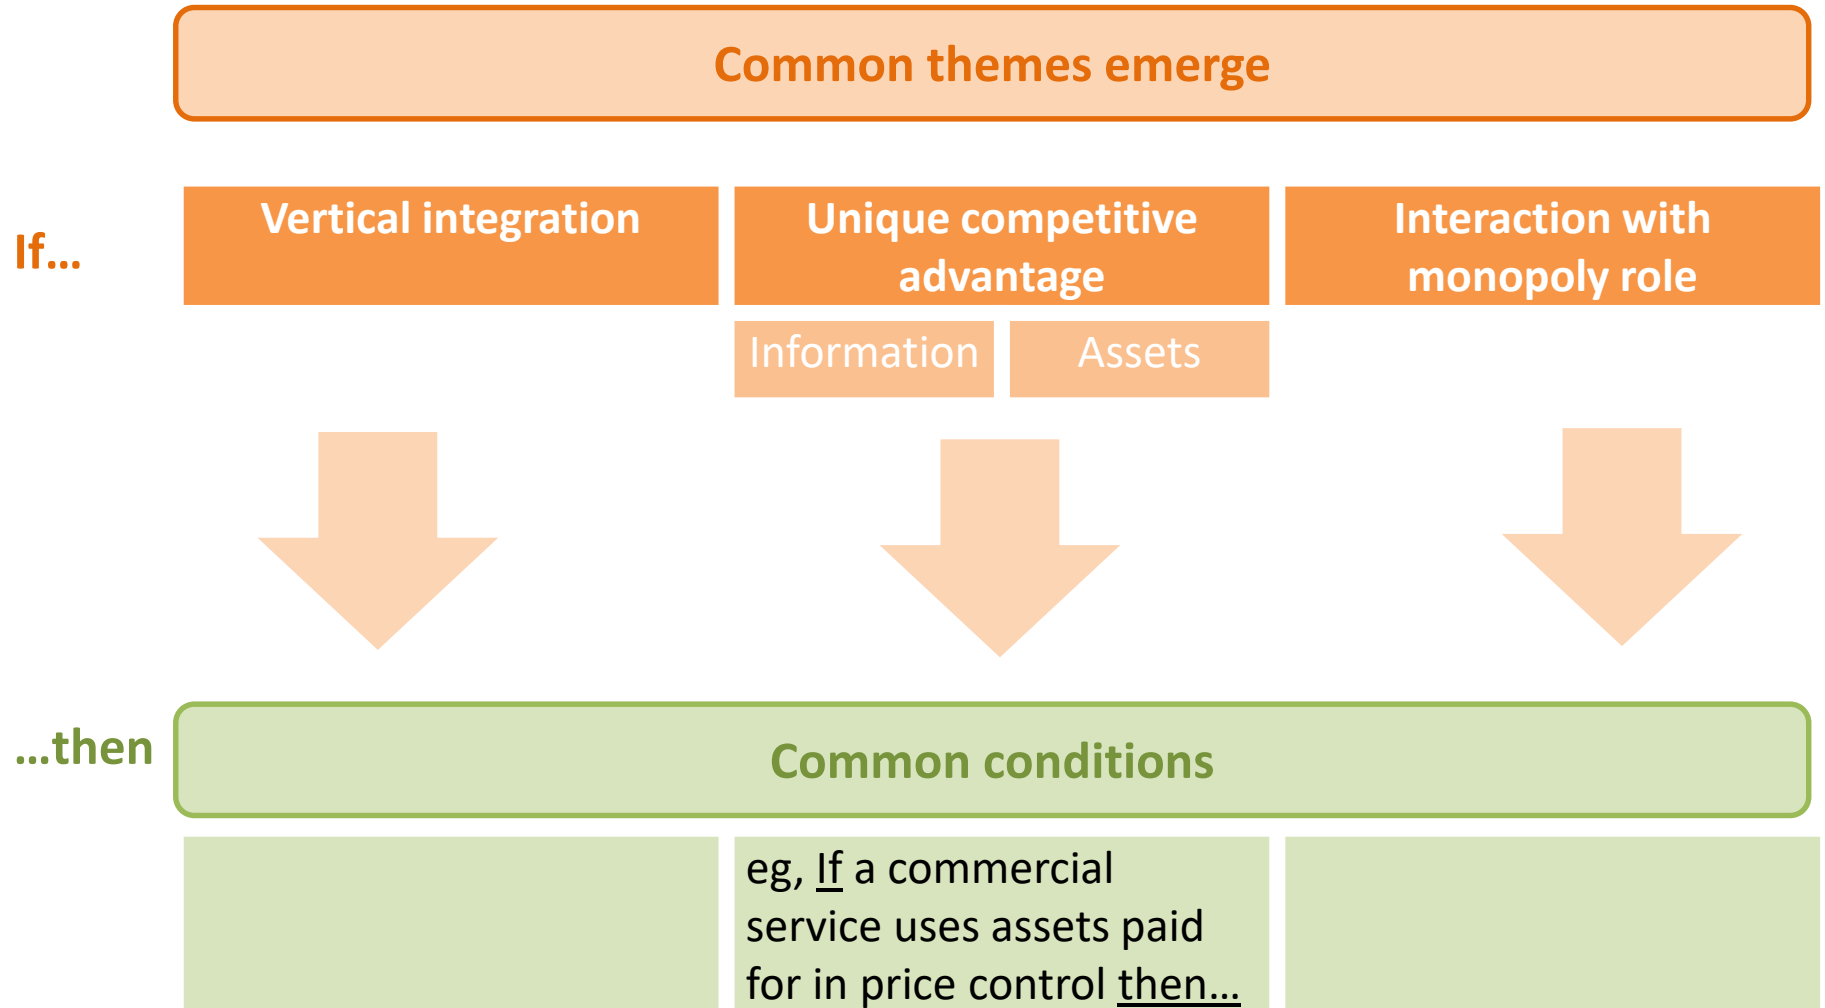 Common themes emerge
If...
Vertical integration
Unique competitive
advantage
Interaction with
monopoly role
Information
Assets
...then
Common conditions
eg, If a commercial
service uses assets paid
for in price control then...